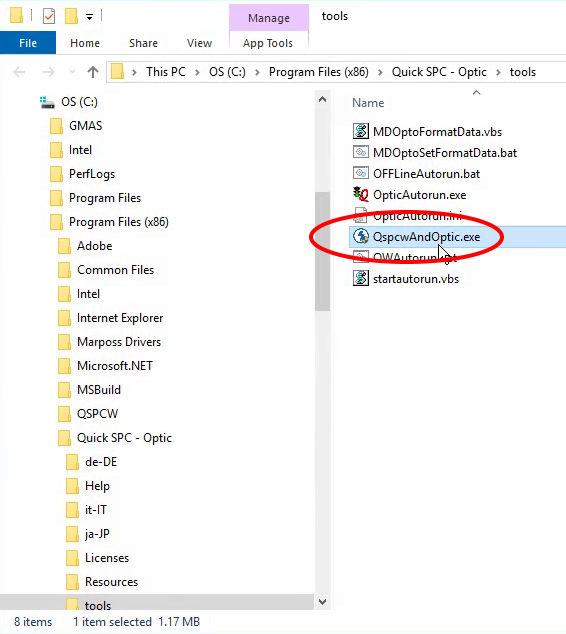 Manage
tools
File
Home
Share
View
App Tools
This PC
OS (C:)
Program Files (x86)
Quick SPC - Optic
tools
OS (C:)
GMAS
Intel
PerfLogs
Program Files
Program Files (x86)
Adobe
Common Files
Intel
Internet Explorer
Marposs Drivers
Microsoft.NET
MSBuild
QSPCW
Quick SPC - Optic
de-DE
Help
it-IT
ja-JP
Licenses
Resources
tools
Name
MDOptoFormatData.vbs
MDOptoSetFormatData.bat
OFFLineAutorun.bat
OpticAutorun.exe
OpticAutorun.ini
QspcwAndOptic.exe
startautorun.vbs
8 items
1 item selected 1.17 MB